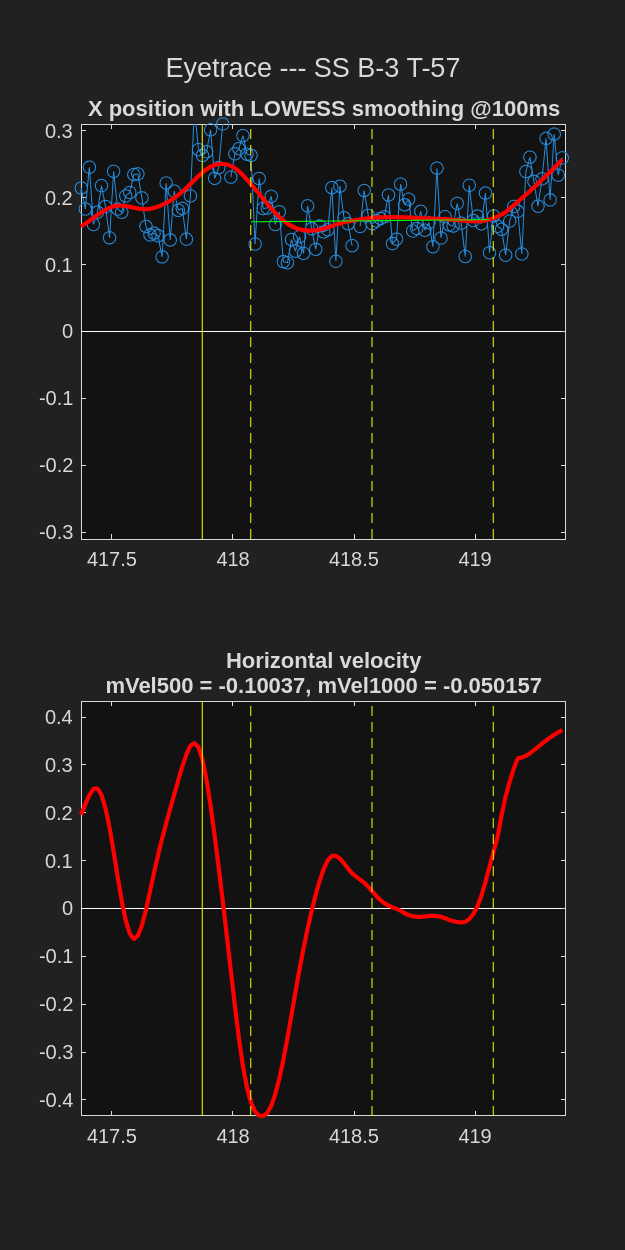 Eyetrace --- SS B-3 T-57
X position with LOWESS smoothing @100ms
0.3
0.2
0.1
0
-0.1
-0.2
-0.3
417.5 418 418.5 419
Horizontal velocity
mVel500 = -0.10037, mVel1000 = -0.050157
0.4
0.3
0.2
0.1
0
-0.1
-0.2
-0.3
-0.4
417.5 418 418.5 419